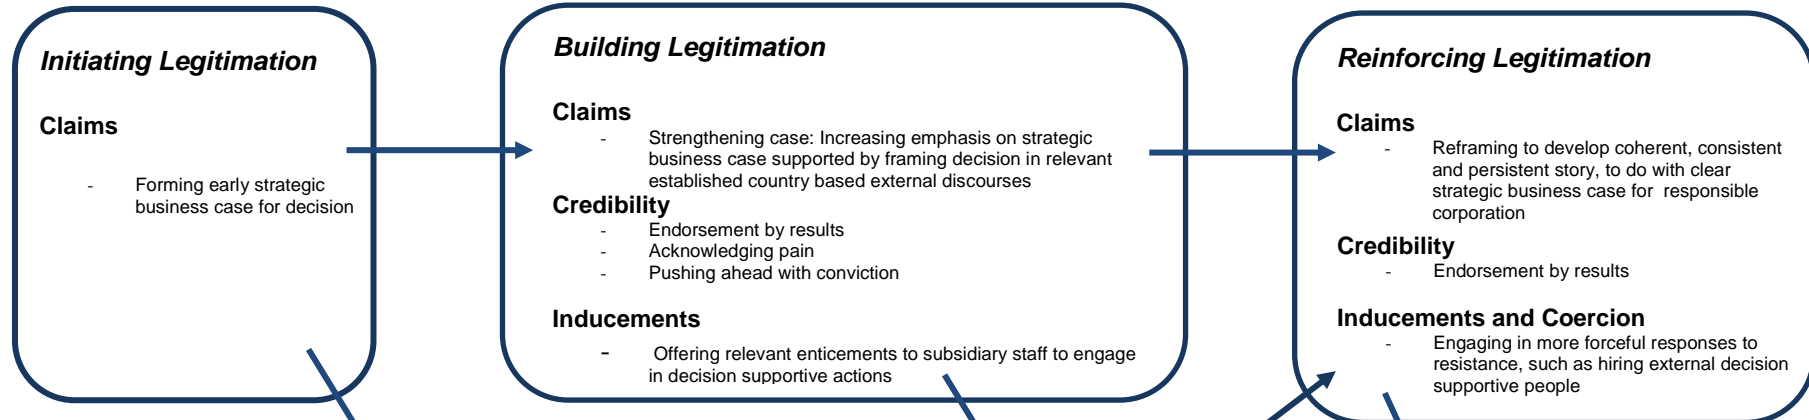 Initiating Legitimation
Claims
- Forming early strategic
business case for decision
Building Legitimation
Claims
- Strengthening case: Increasing emphasis on strategic
business case supported by framing decision in relevant
established country based external discourses
Credibility
- Endorsement by results
- Acknowledging pain
- Pushing ahead with conviction
Inducements
- Offering relevant enticements to subsidiary staff to engage
in decision supportive actions
Reinforcing Legitimation
Claims
- Reframing to develop coherent, consistent
and persistent story, to do with clear
strategic business case for responsible
corporation
Credibility
- Endorsement by results
Inducements and Coercion
- Engaging in more forceful responses to
resistance, such as hiring external decision
supportive people